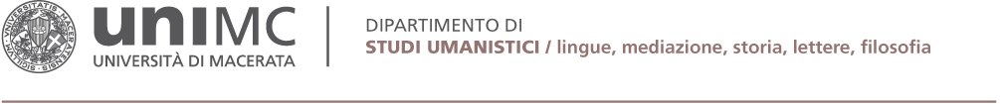 uniMC
UNIVERSITÀ DI MACERATA
DIPARTIMENTO DI
STUDI UMANISTICI / lingue, mediazione, storia, lettere, filosofia